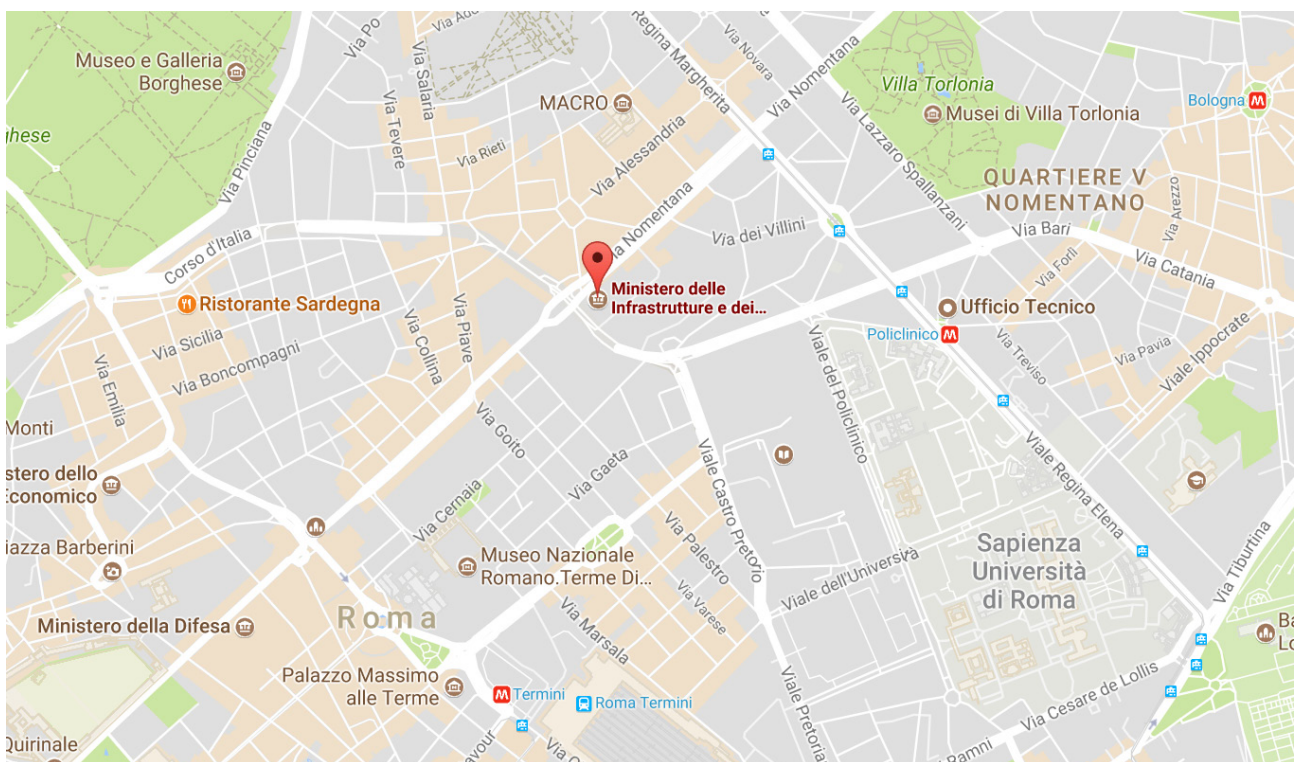 Via Po
Via Salaria
Via Tevere
Museo e Galleria
Borghese
Via Pinciana
Via Rieti
MACRO
Via Alessandria
Regina Margherita
Via Novara
Via Nomentana
Via Lazzaro Spallanzani
Villa Torlonia
Musei di Villa Torlonia
Bologna
QUARTIERE V
NOMENTANO
Via Arezzo
Via Bari
Via Catania
Via Forlì
Via dei Villini
Via Nomentana
Corso d'Italia
Ristorante Sardegna
Ministero delle
Infrastrutture e dei...
Ufficio Tecnico
Policlinico
Via Treviso
Via Pavia
Viale Ippocrate
Via Sicilia
Via Boncompagni
Via Emilia
Via Collina
Via Piave
Via Goito
Via Gaeta
Via Cernaia
Viale del Policlinico
Viale Castro Pretorio
Viale Regina Elena
Monti
stero dello
Economico
iazza Barberini
Museo Nazionale
Romano.Terme Di...
Via Palestro
Via Varese
Via Marsala
Viale dell'Università
Sapienza
Università
di Roma
Via Tiburtina
Roma
Ministero della Difesa
Palazzo Massimo
alle Terme
Termini
Roma Termini
Viale Pretoria
Via Cesare de Lollis
Quirinale